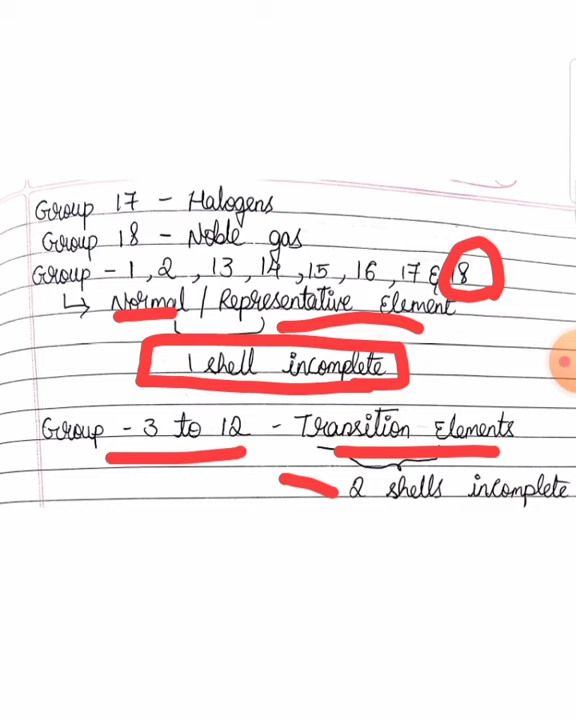 Group 17 - Halogens
Group 18 - Noble gas
Group - 1, 2, 13, 14, 15, 16, 17 & 18
↳ Normal / Representative Element
1 shell incomplete
Group - 3 to 12 - Transition Elements
2 shells incomplete